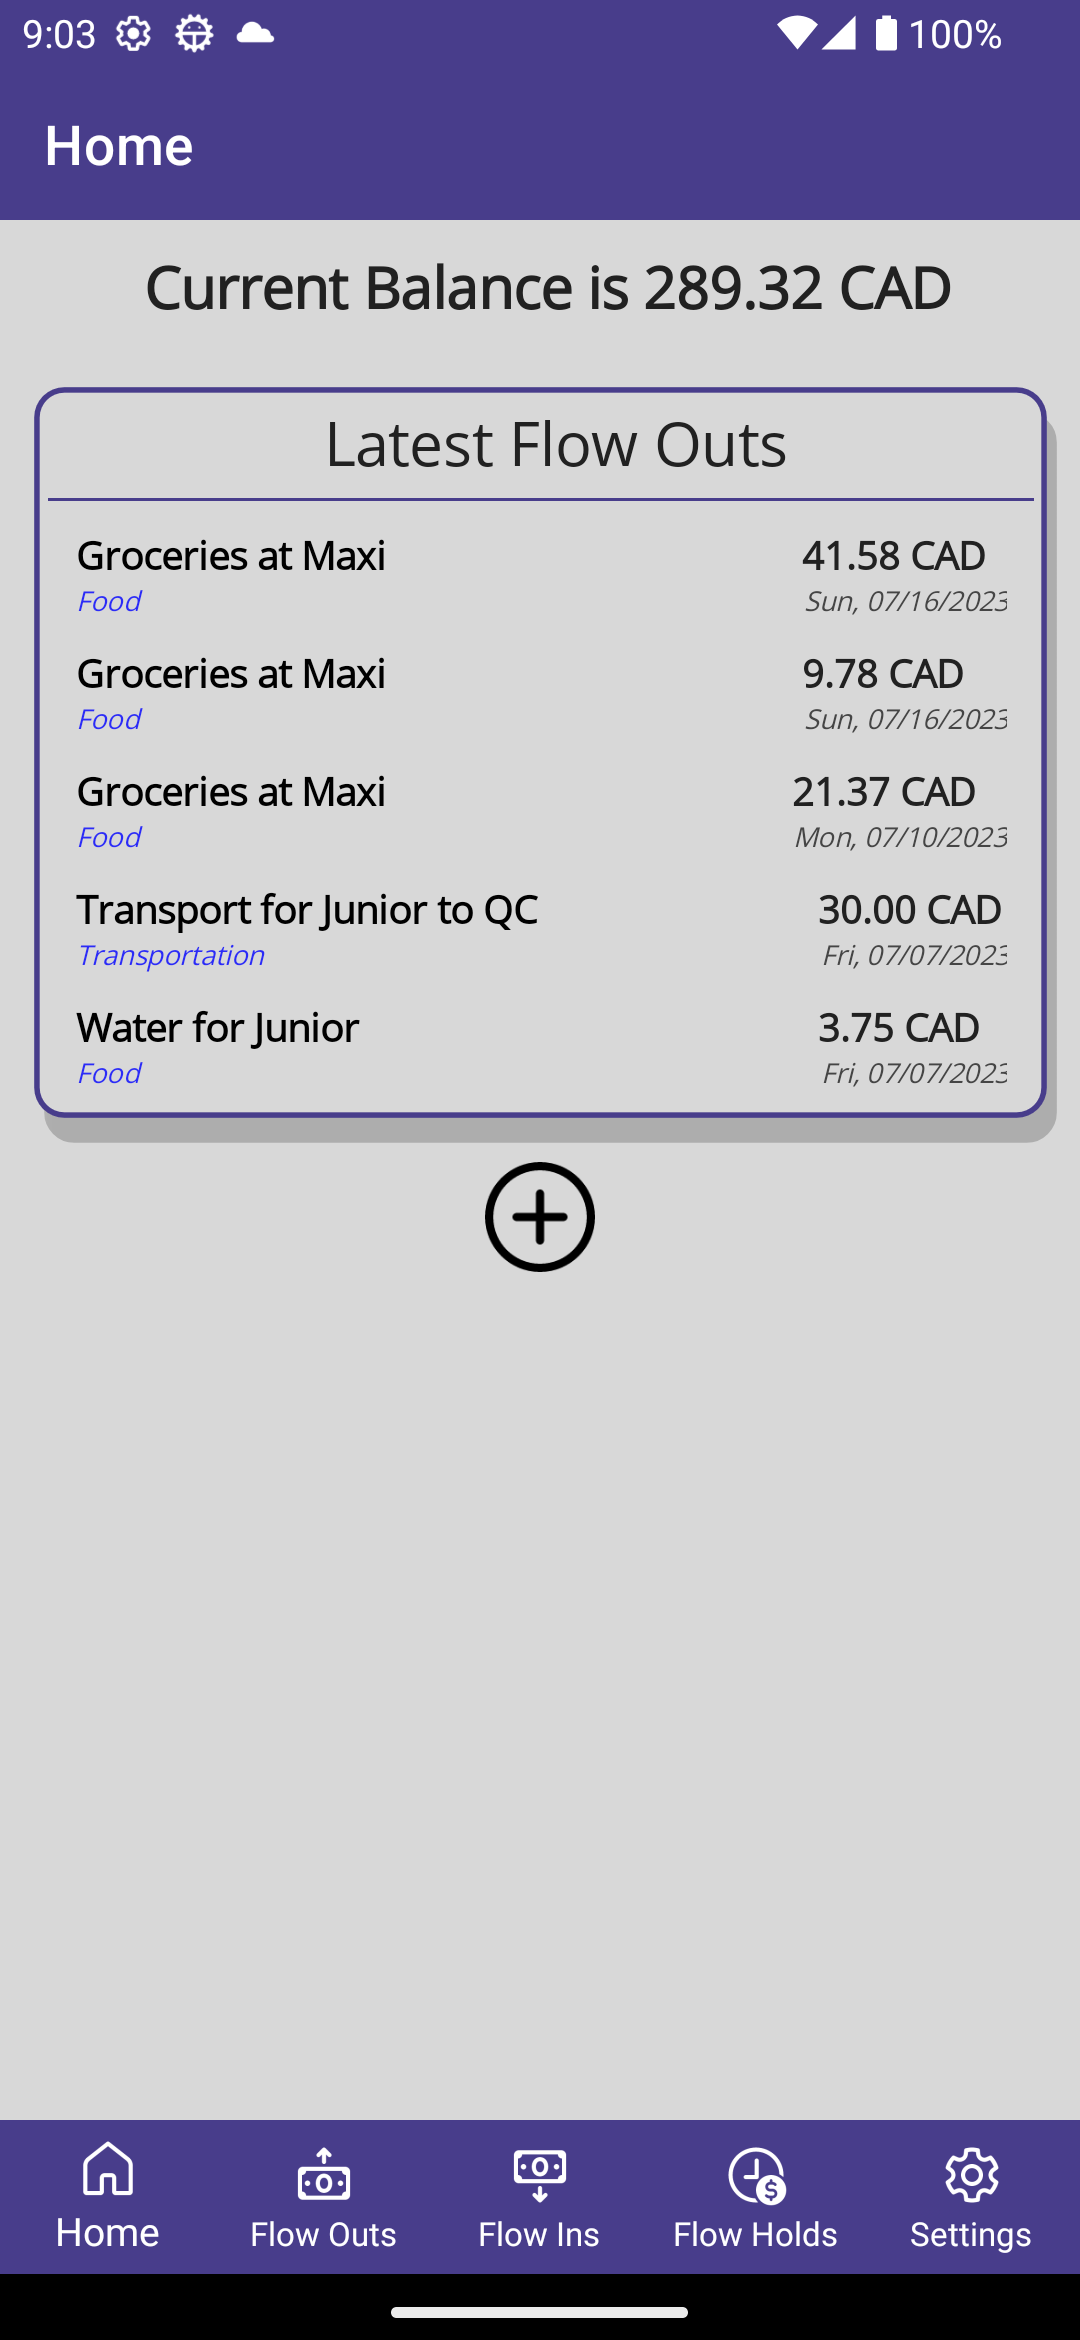 9:03 100%
Home
Current Balance is 289.32 CAD
Latest Flow Outs
Groceries at Maxi 41.58 CAD
Food Sun, 07/16/2023
Groceries at Maxi 9.78 CAD
Food Sun, 07/16/2023
Groceries at Maxi 21.37 CAD
Food Mon, 07/10/2023
Transport for Junior to QC 30.00 CAD
Transportation Fri, 07/07/2023
Water for Junior 3.75 CAD
Food Fri, 07/07/2023
Home Flow Outs Flow Ins Flow Holds Settings